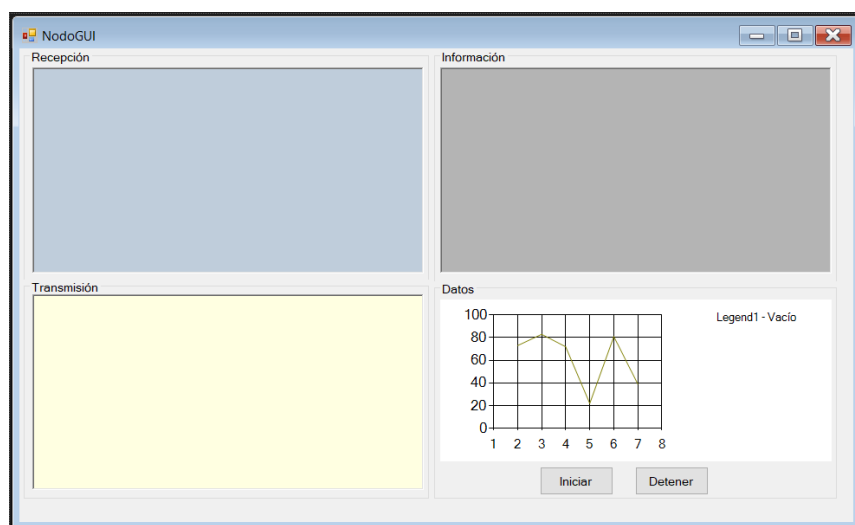 NodoGUI
Recepción
Información
Transmisión
Datos
100
80
60
40
20
0
1 2 3 4 5 6 7 8
Legend1 - Vacío
Iniciar Detener